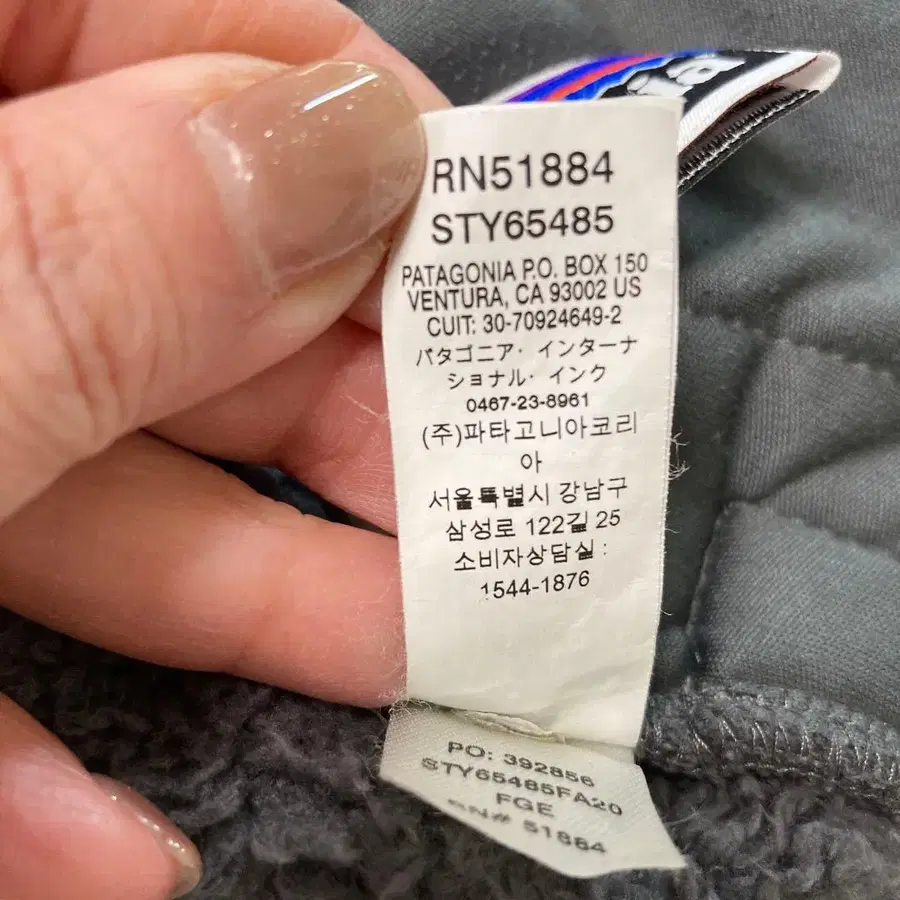 ia
RN51884
STY65485
PATAGONIA P.O. BOX 150
VENTURA, CA 93002 US
CUIT: 30-70924649-2
パタゴニア・インターナ
ショナル・インク
0467-23-8961
(주)파타고니아코리
아
서울특별시 강남구
삼성로 122길 25
소비자상담실 :
1544-1876
PO: 392856
STY65485FA20
FGE
RN# 51884